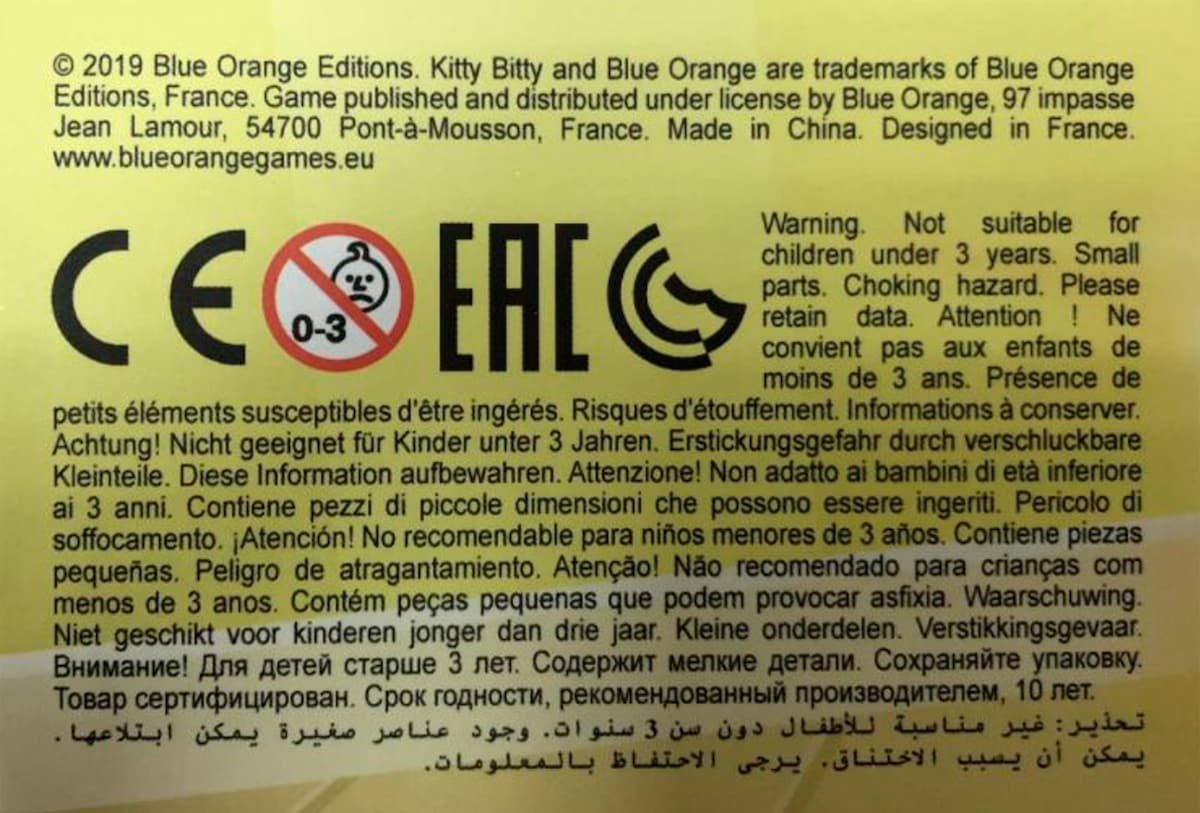 © 2019 Blue Orange Editions. Kitty Bitty and Blue Orange are trademarks of Blue Orange
Editions, France. Game published and distributed under license by Blue Orange, 97 impasse
Jean Lamour, 54700 Pont-à-Mousson, France. Made in China. Designed in France.
www.blueorangegames.eu
CE
0-3
EAC
Warning. Not suitable for
children under 3 years. Small
parts. Choking hazard. Please
retain data. Attention ! Ne
convient pas aux enfants de
moins de 3 ans. Présence de
petits éléments susceptibles d'être ingérés. Risques d'étouffement. Informations à conserver.
Achtung! Nicht geeignet für Kinder unter 3 Jahren. Erstickungsgefahr durch verschluckbare
Kleinteile. Diese Information aufbewahren. Attenzione! Non adatto ai bambini di età inferiore
ai 3 anni. Contiene pezzi di piccole dimensioni che possono essere ingeriti. Pericolo di
soffocamento. ¡Atención! No recomendable para niños menores de 3 años. Contiene piezas
pequeñas. Peligro de atragantamiento. Atenção! Não recomendado para crianças com
menos de 3 anos. Contém peças pequenas que podem provocar asfixia. Waarschuwing.
Niet geschikt voor kinderen jonger dan drie jaar. Kleine onderdelen. Verstikkingsgevaar.
Внимание! Для детей старше 3 лет. Содержит мелкие детали. Сохраняйте упаковку.
Товар сертифицирован. Срок годности, рекомендованный производителем, 10 лет.
تحذير: غير مناسبة للأطفال دون سن 3 سنوات. وجود عناصر صغيرة يمكن ابتلاعها.
يمكن أن يسبب الاختناق. يرجى الاحتفاظ بالمعلومات.